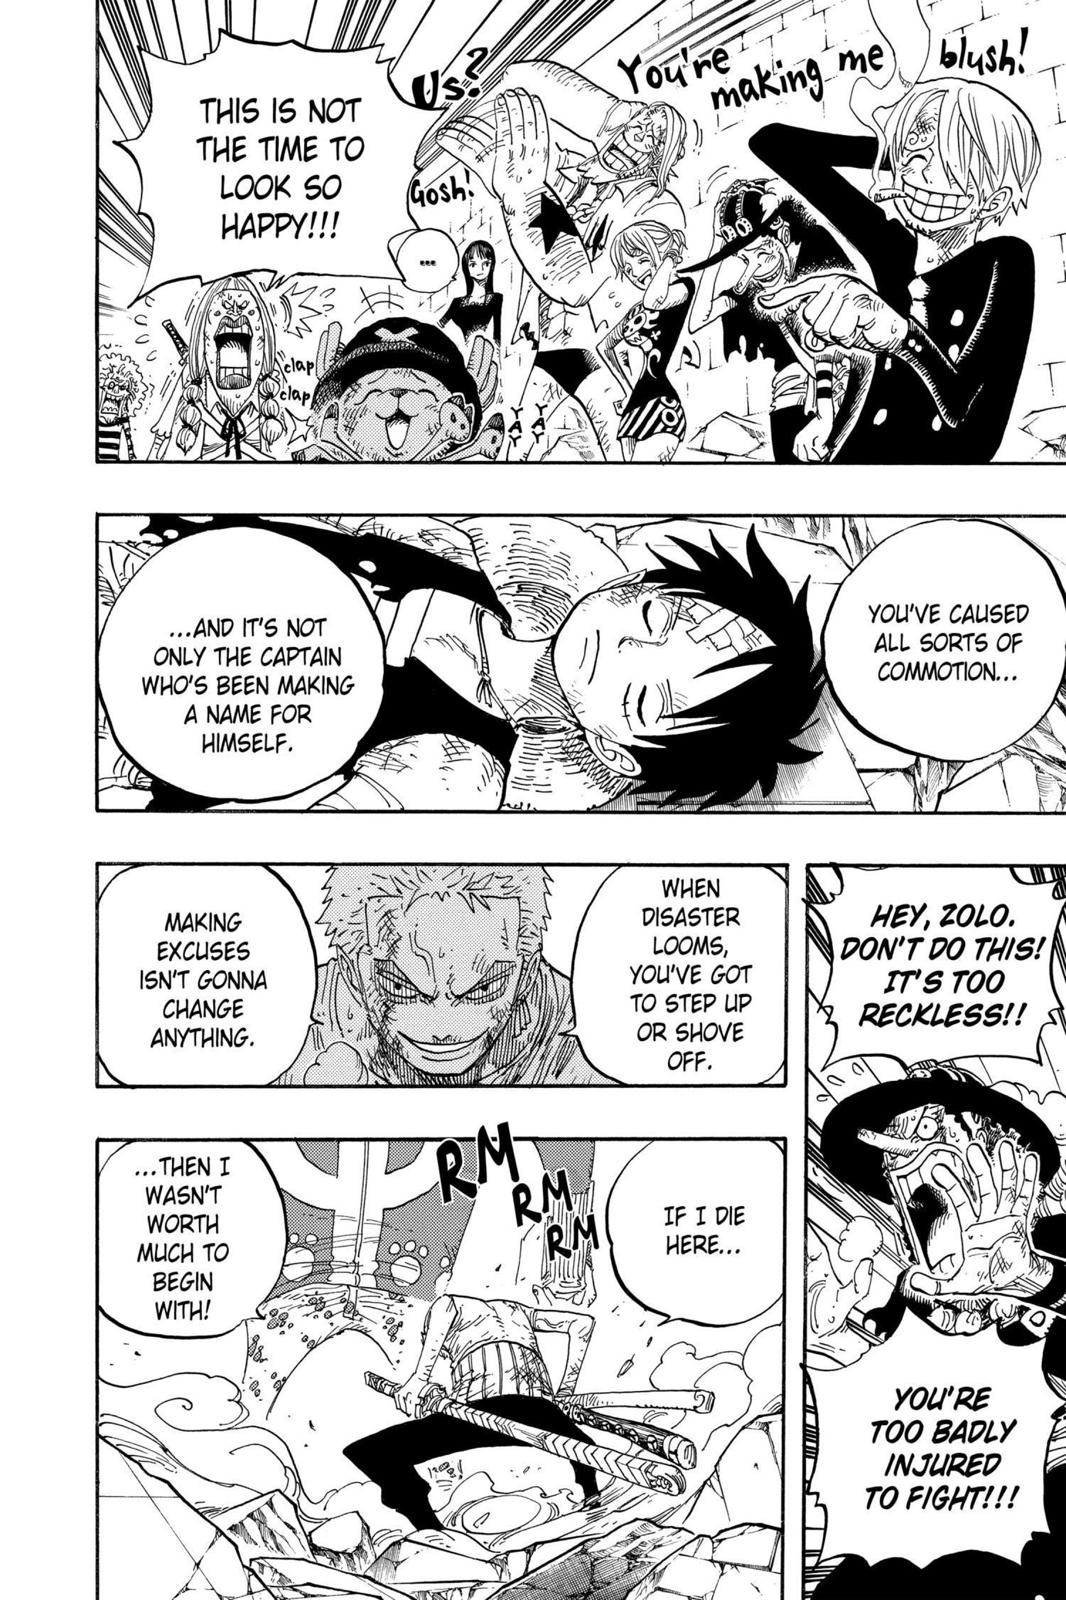 You're
making me
blush!
Us?
Gosh!
...
THIS IS NOT
THE TIME TO
LOOK SO
HAPPY!!!
clap
clap
YAY
YAY
YOU'VE CAUSED
ALL SORTS OF
COMMOTION...
...AND IT'S NOT
ONLY THE CAPTAIN
WHO'S BEEN MAKING
A NAME FOR
HIMSELF.
HEY, ZOLO.
DON'T DO THIS!
IT'S TOO
RECKLESS!!
YOU'RE
TOO BADLY
INJURED
TO FIGHT!!!
WHEN
DISASTER
LOOMS,
YOU'VE GOT
TO STEP UP
OR SHOVE
OFF.
MAKING
EXCUSES
ISN'T GONNA
CHANGE
ANYTHING.
IF I DIE
HERE...
RM
RM
RM
...THEN I
WASN'T
WORTH
MUCH TO
BEGIN
WITH!